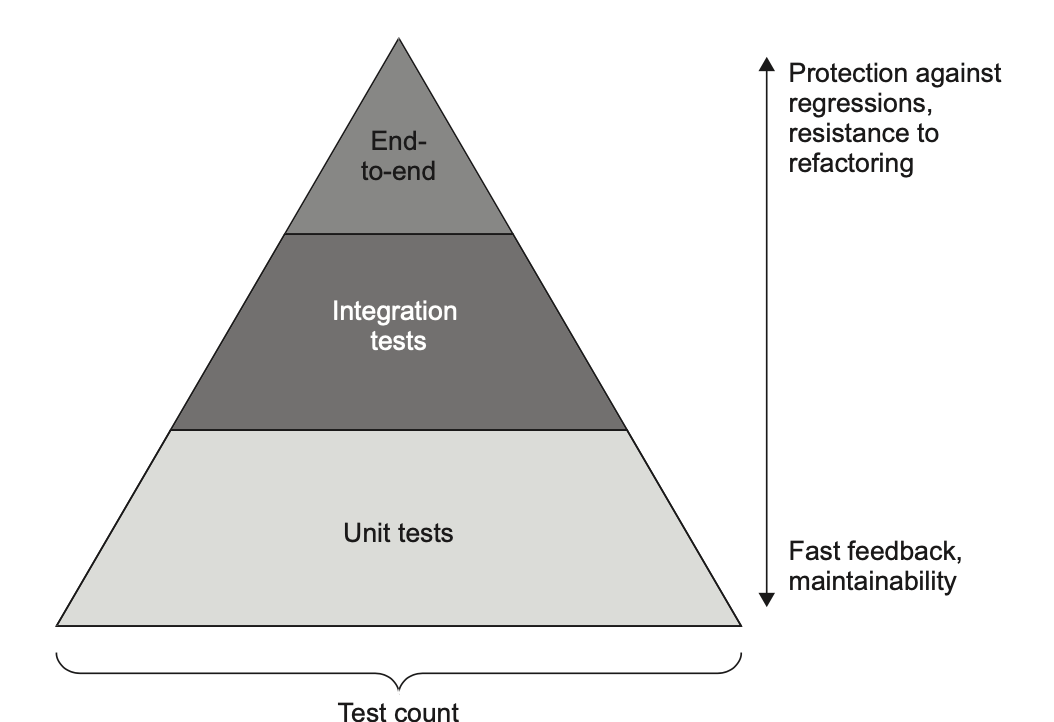 Protection against
regressions,
resistance to
refactoring
End-
to-end
Integration
tests
Unit tests
Fast feedback,
maintainability
Test count